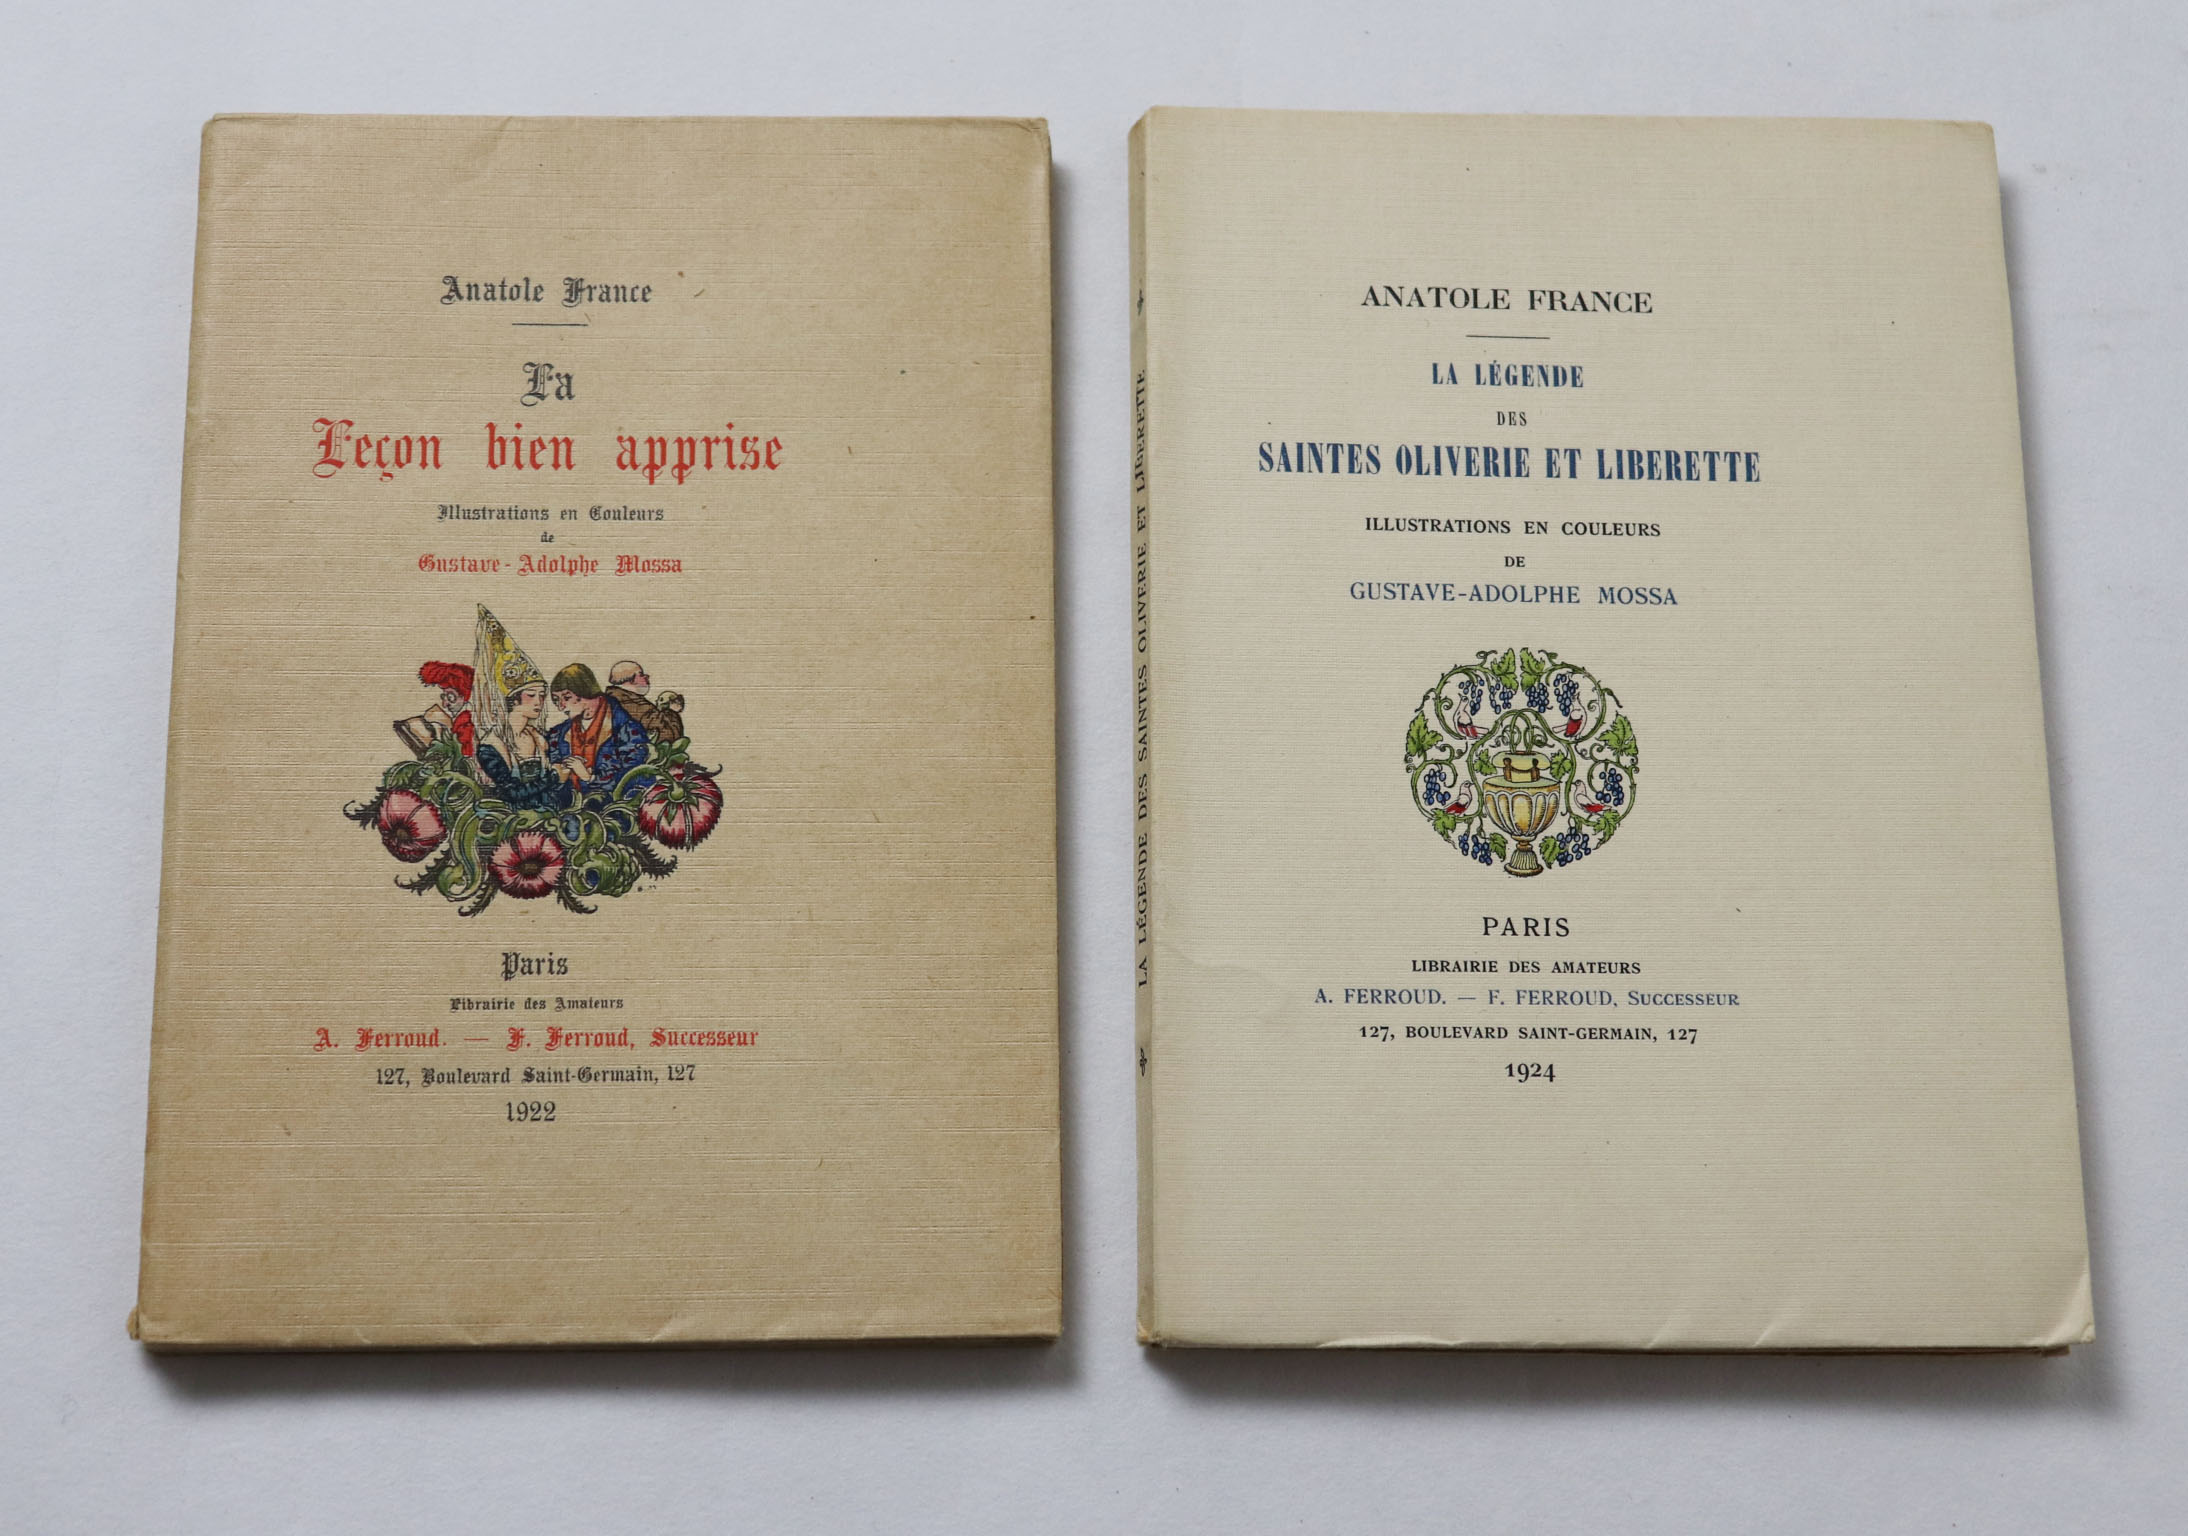 Anatole France
La
Leçon bien apprise
Illustrations en Couleurs
de
Gustave-Adolphe Mossa
Paris
Librairie des Amateurs
A. Ferroud. — F. Ferroud, Successeur
127, Boulevard Saint-Germain, 127
1922
LA LÉGENDE DES SAINTES OLIVERIE ET LIBERETTE
ANATOLE FRANCE
LA LÉGENDE
DES
SAINTES OLIVERIE ET LIBERETTE
ILLUSTRATIONS EN COULEURS
DE
GUSTAVE-ADOLPHE MOSSA
PARIS
LIBRAIRIE DES AMATEURS
A. FERROUD. — F. FERROUD, SUCCESSEUR
127, BOULEVARD SAINT-GERMAIN, 127
1924